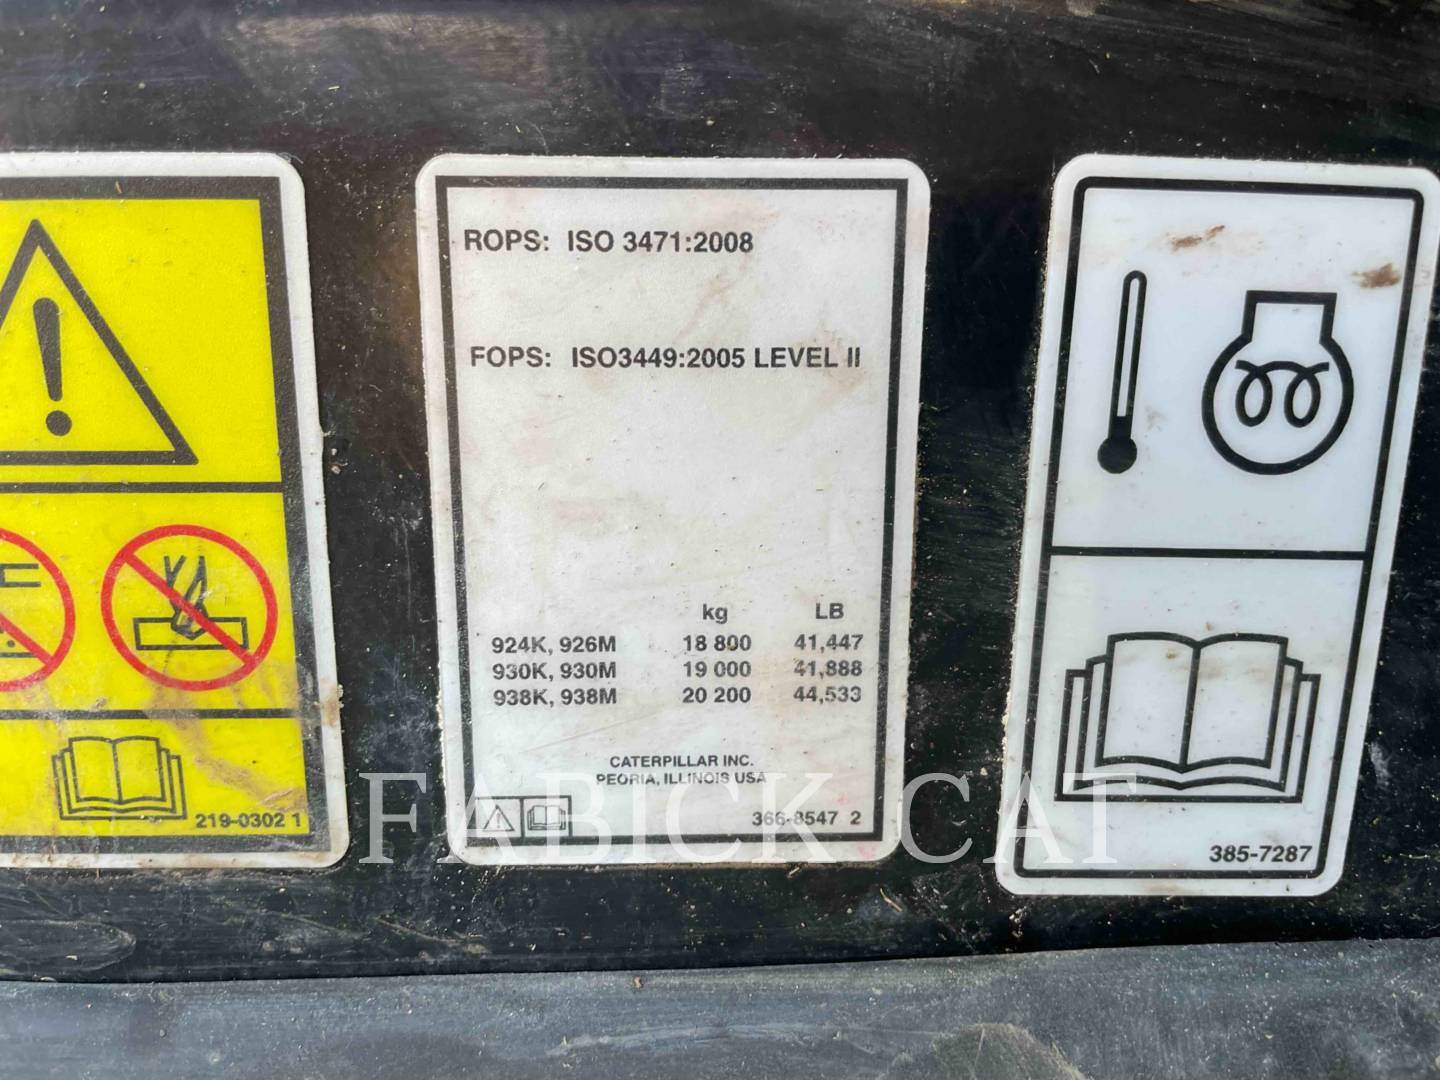 ROPS: ISO 3471:2008
FOPS: ISO3449:2005 LEVEL II
kg LB
924K, 926M 18 800 41,447
930K, 930M 19 000 41,888
938K, 938M 20 200 44,533
CATERPILLAR INC.
PEORIA, ILLINOIS USA
366-8547 2
219-0302 1
385-7287
FABICK CAT